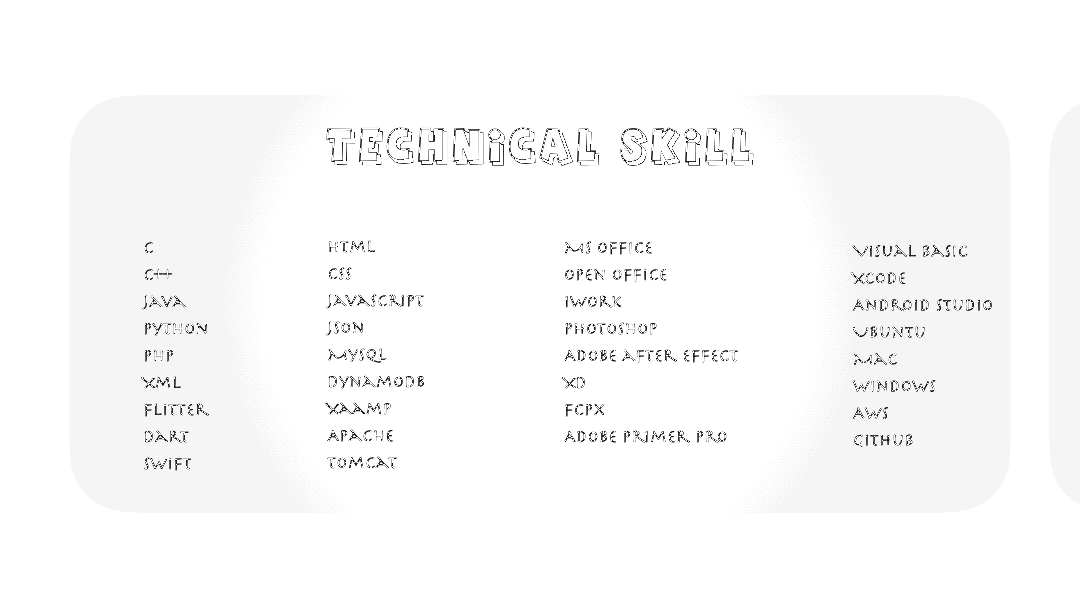 TECHNICAL SKILL
C
C++
JAVA
PYTHON
PHP
XML
FLITTER
DART
SWIFT
HTML
CSS
JAVASCRIPT
JSON
MYSQL
DYNAMODB
XAAMP
APACHE
TOMCAT
MS OFFICE
OPEN OFFICE
IWORK
PHOTOSHOP
ADOBE AFTER EFFECT
XD
FCPX
ADOBE PRIMER PRO
VISUAL BASIC
XCODE
ANDROID STUDIO
UBUNTU
MAC
WINDOWS
AWS
GITHUB